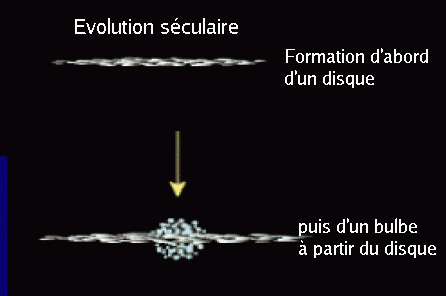 Evolution séculaire
Formation d'abord
d'un disque
puis d'un bulbe
à partir du disque